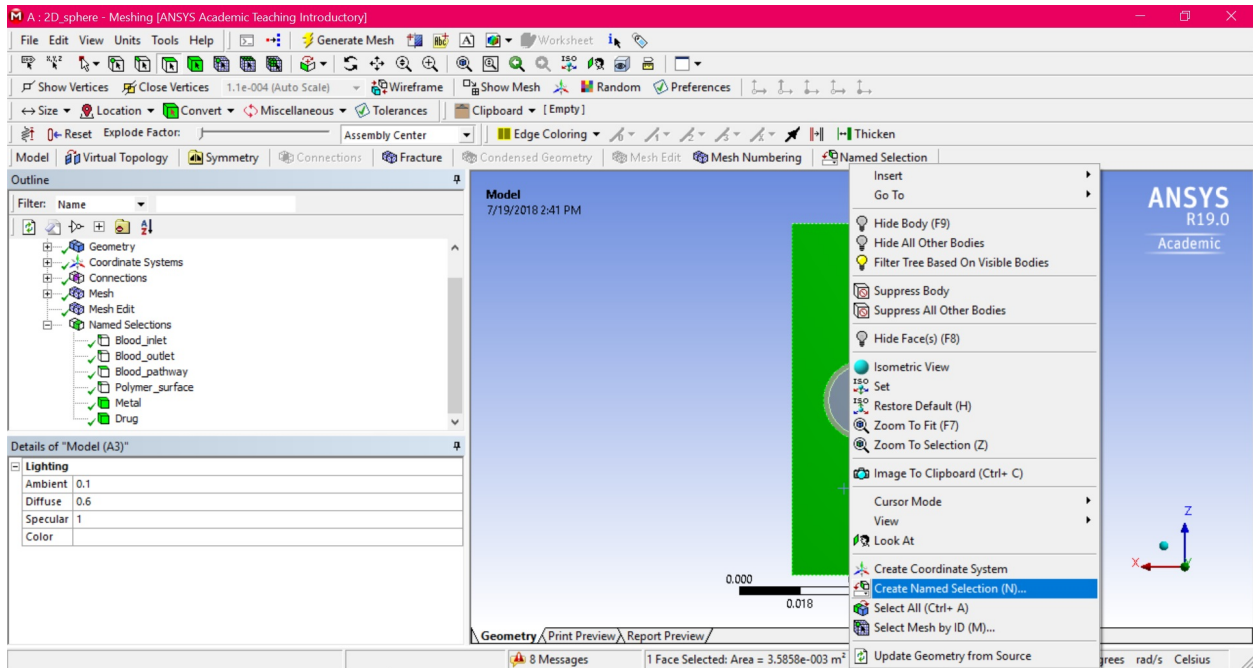 A : 2D_sphere - Meshing [ANSYS Academic Teaching Introductory]
File Edit View Units Tools Help Generate Mesh Worksheet
Show Vertices Close Vertices 1.1e-004 (Auto Scale) Wireframe Show Mesh Random Preferences
Size Location Convert Miscellaneous Tolerances Clipboard [Empty]
Reset Explode Factor: Assembly Center Edge Coloring Thicken
Model Virtual Topology Symmetry Connections Fracture Condensed Geometry Mesh Edit Mesh Numbering Named Selection
Outline
Filter: Name
Geometry
Coordinate Systems
Connections
Mesh
Mesh Edit
Named Selections
Blood_inlet
Blood_outlet
Blood_pathway
Polymer_surface
Metal
Drug
Details of "Model (A3)"
Lighting
Ambient 0.1
Diffuse 0.6
Specular 1
Color
Model
7/19/2018 2:41 PM
ANSYS
R19.0
Academic
Insert
Go To
Hide Body (F9)
Hide All Other Bodies
Filter Tree Based On Visible Bodies
Suppress Body
Suppress All Other Bodies
Hide Face(s) (F8)
Isometric View
ISO Set
ISO Restore Default (H)
Zoom To Fit (F7)
Zoom To Selection (Z)
Image To Clipboard (Ctrl+ C)
Cursor Mode
View
Look At
Create Coordinate System
Create Named Selection (N)...
Select All (Ctrl+ A)
Select Mesh by ID (M)...
Update Geometry from Source
0.000
0.018
Z
X
Y
Geometry Print Preview Report Preview
8 Messages 1 Face Selected: Area = 3.5858e-003 m² grees rad/s Celsius